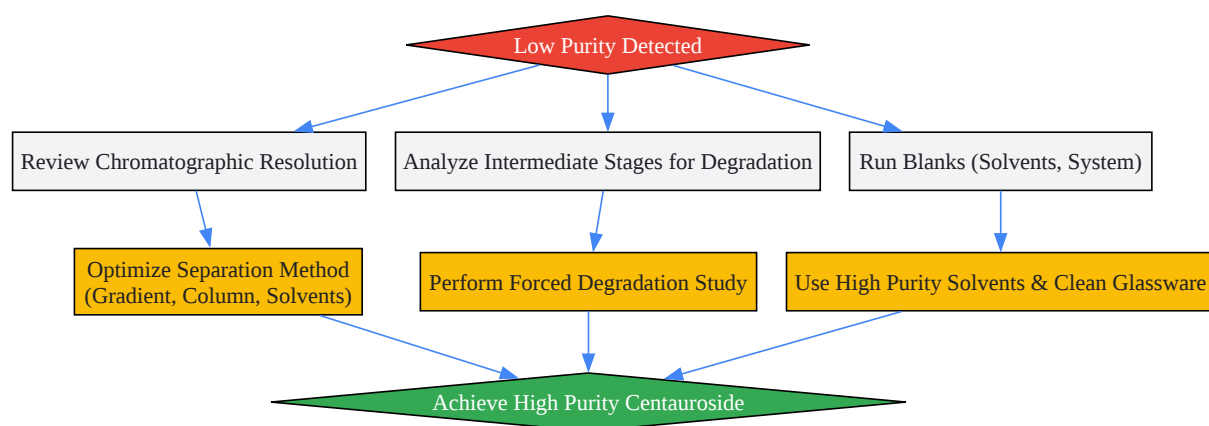 Low Purity Detected
Review Chromatographic Resolution
Analyze Intermediate Stages for Degradation
Run Blanks (Solvents, System)
Optimize Separation Method
(Gradient, Column, Solvents)
Perform Forced Degradation Study
Use High Purity Solvents & Clean Glassware
Achieve High Purity Centauroside